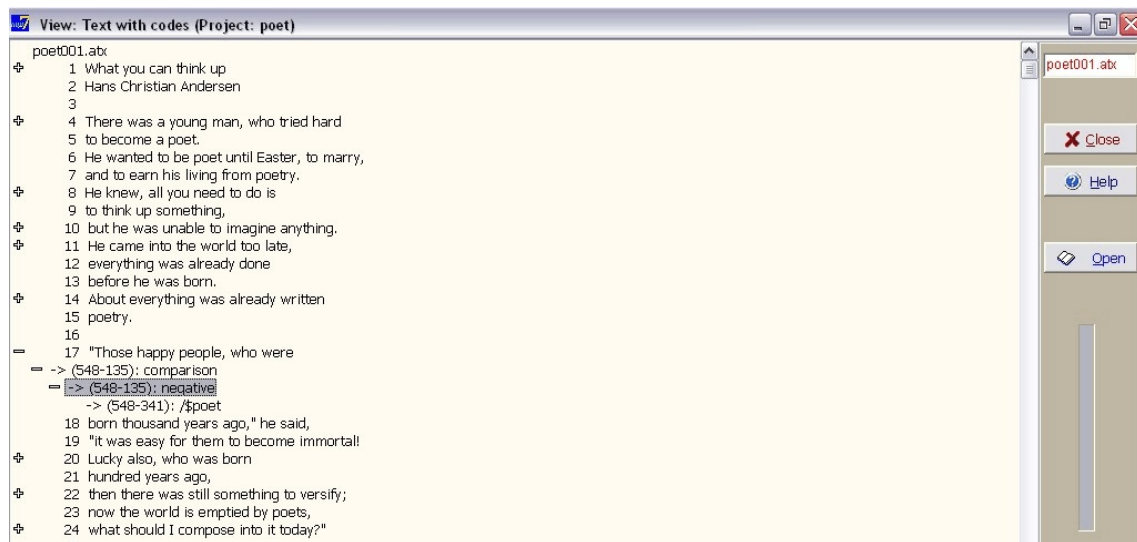 View: Text with codes (Project: poet)
poet001.atx
1 What you can think up
2 Hans Christian Andersen
3
4 There was a young man, who tried hard
5 to become a poet.
6 He wanted to be poet until Easter, to marry,
7 and to earn his living from poetry.
8 He knew, all you need to do is
9 to think up something,
10 but he was unable to imagine anything.
11 He came into the world too late,
12 everything was already done
13 before he was born.
14 About everything was already written
15 poetry.
16
17 "Those happy people, who were
-> (548-135): comparison
-> (548-135): negative
-> (548-341): /$poet
18 born thousand years ago," he said,
19 "it was easy for them to become immortal!
20 Lucky also, who was born
21 hundred years ago,
22 then there was still something to versify;
23 now the world is emptied by poets,
24 what should I compose into it today?"
poet001.atx
Close
Help
Open